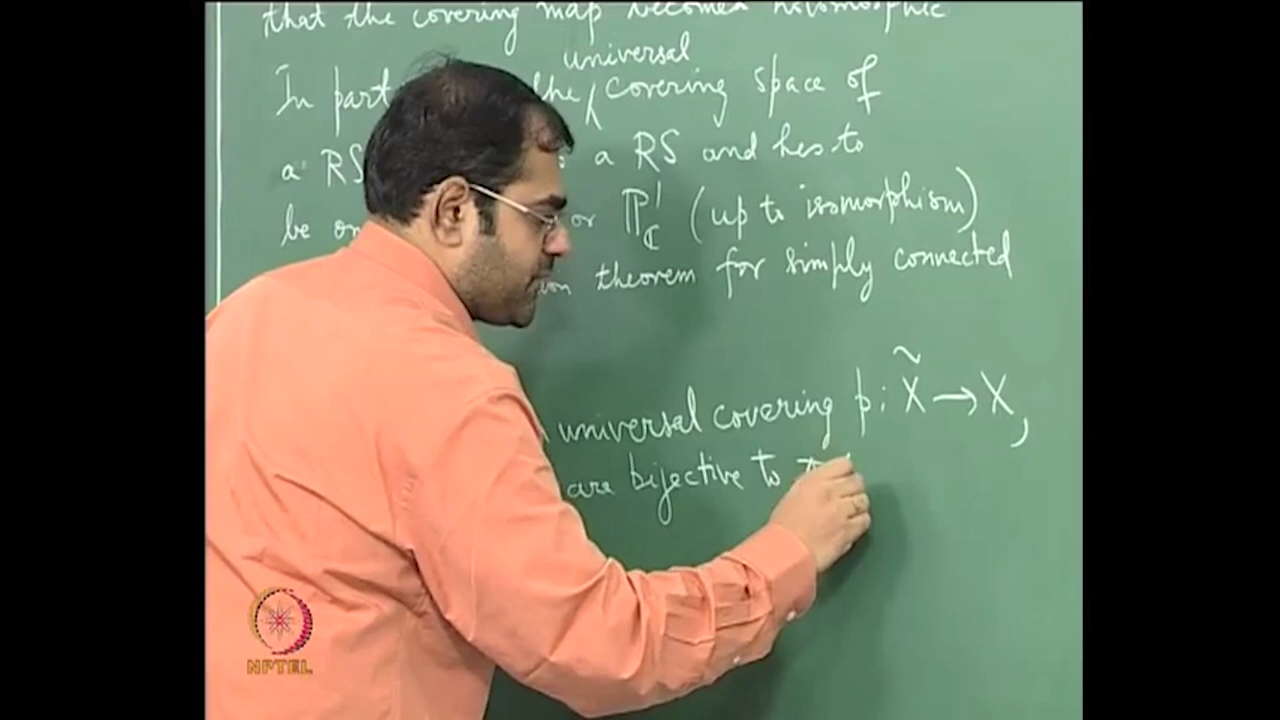 that the covering map becomes holomorphic
universal
In part the covering space of
a RS a RS and has to
be or ℙ¹_ℂ (up to isomorphism)
theorem for simply connected
universal covering p: X̃ → X,
are bijective to
NPTEL